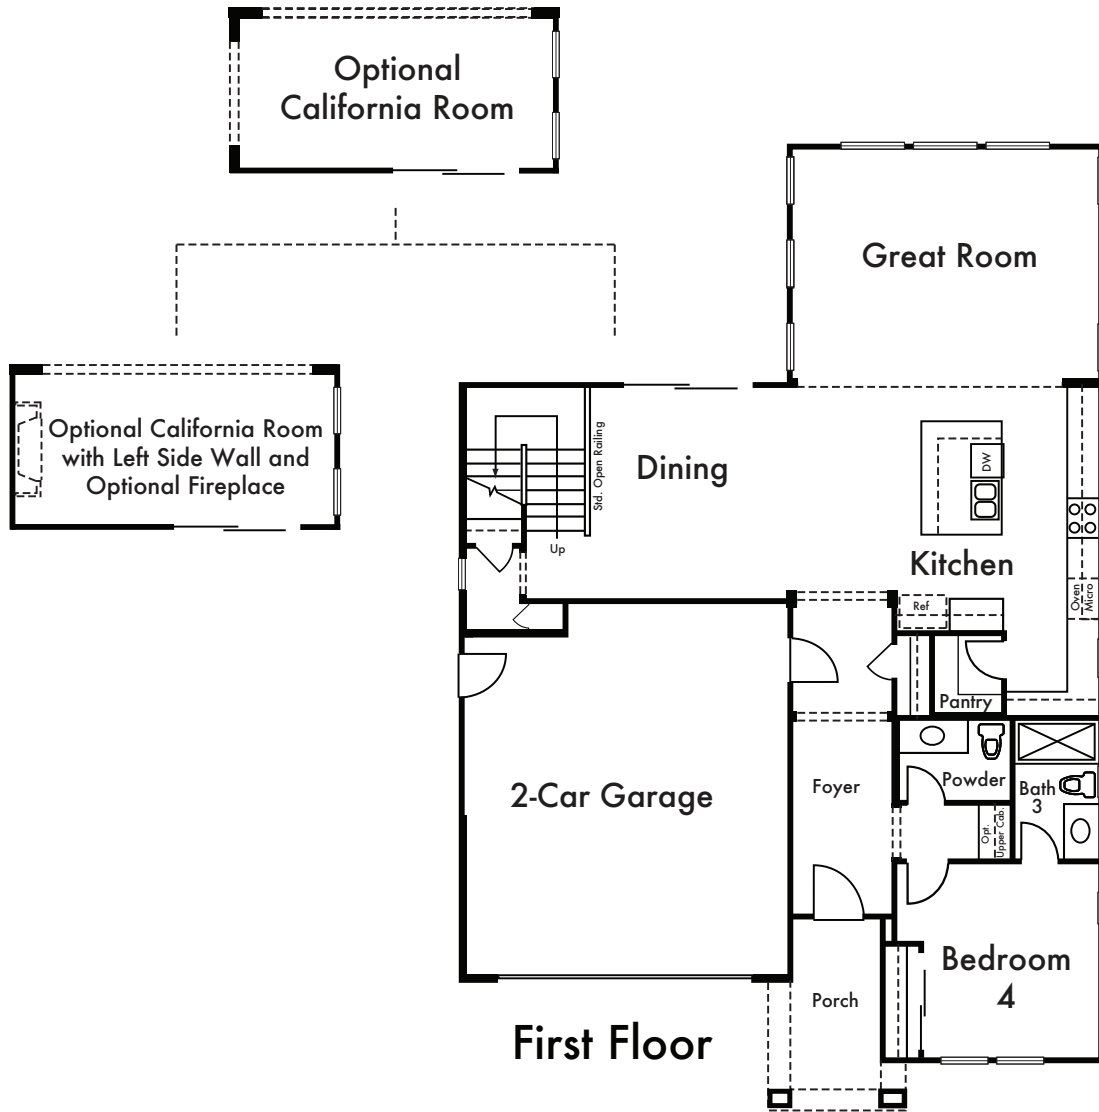 Optional
California Room
Great Room
Optional California Room
with Left Side Wall and
Optional Fireplace
Std. Open Railing
Dining
DW
Up
Kitchen
Oven
Micro
Ref
Pantry
2-Car Garage
Foyer
Powder
Bath
3
Opt.
Upper Cab.
Bedroom
4
Porch
First Floor